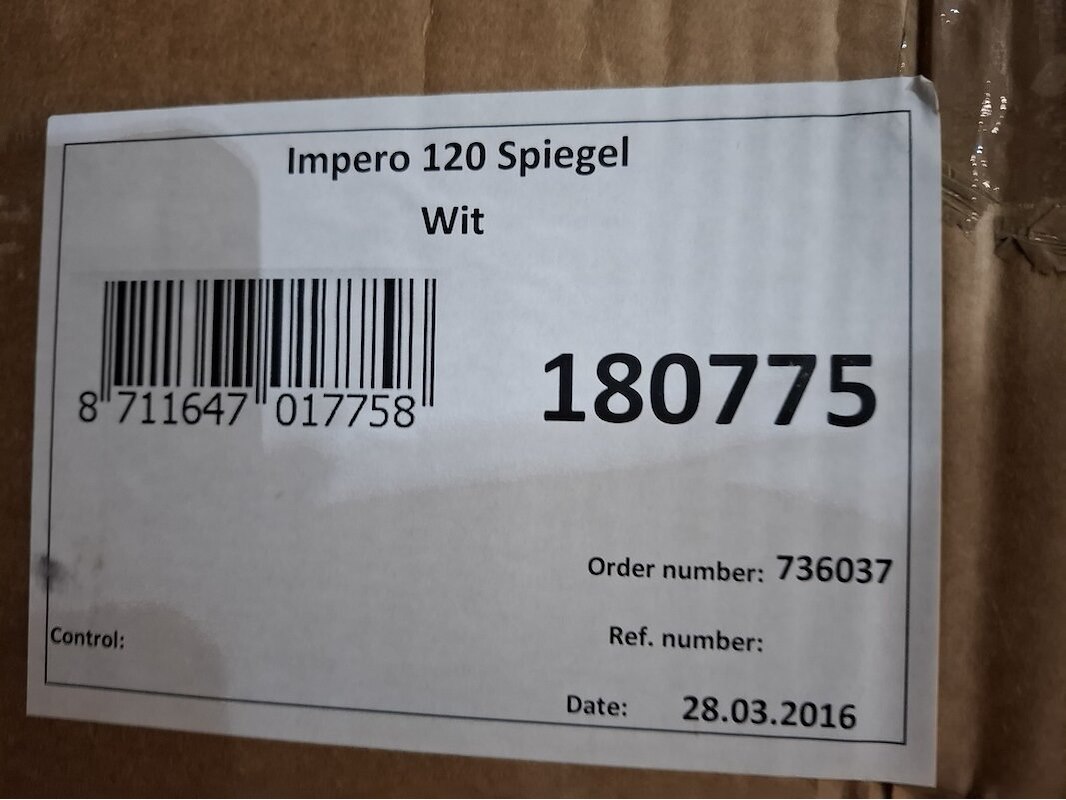 Impero 120 Spiegel
Wit
8 711647 017758
180775
Order number: 736037
Control:
Ref. number:
Date: 28.03.2016